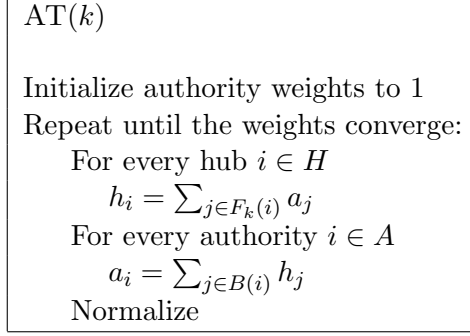 AT(k)
Initialize authority weights to 1
Repeat until the weights converge:
For every hub i ∈ H
h_i = ∑_{j∈F_k(i)} a_j
For every authority i ∈ A
a_i = ∑_{j∈B(i)} h_j
Normalize